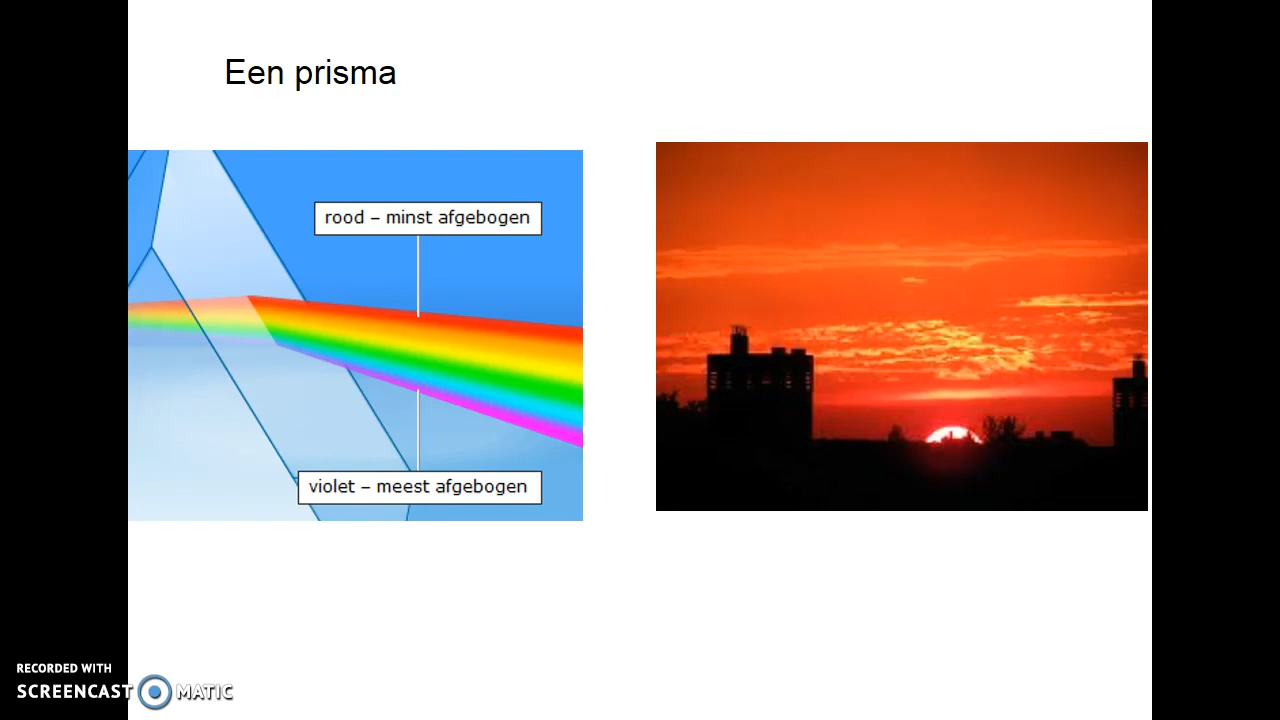 Een prisma
rood – minst afgebogen
violet – meest afgebogen
RECORDED WITH
SCREENCAST MATIC